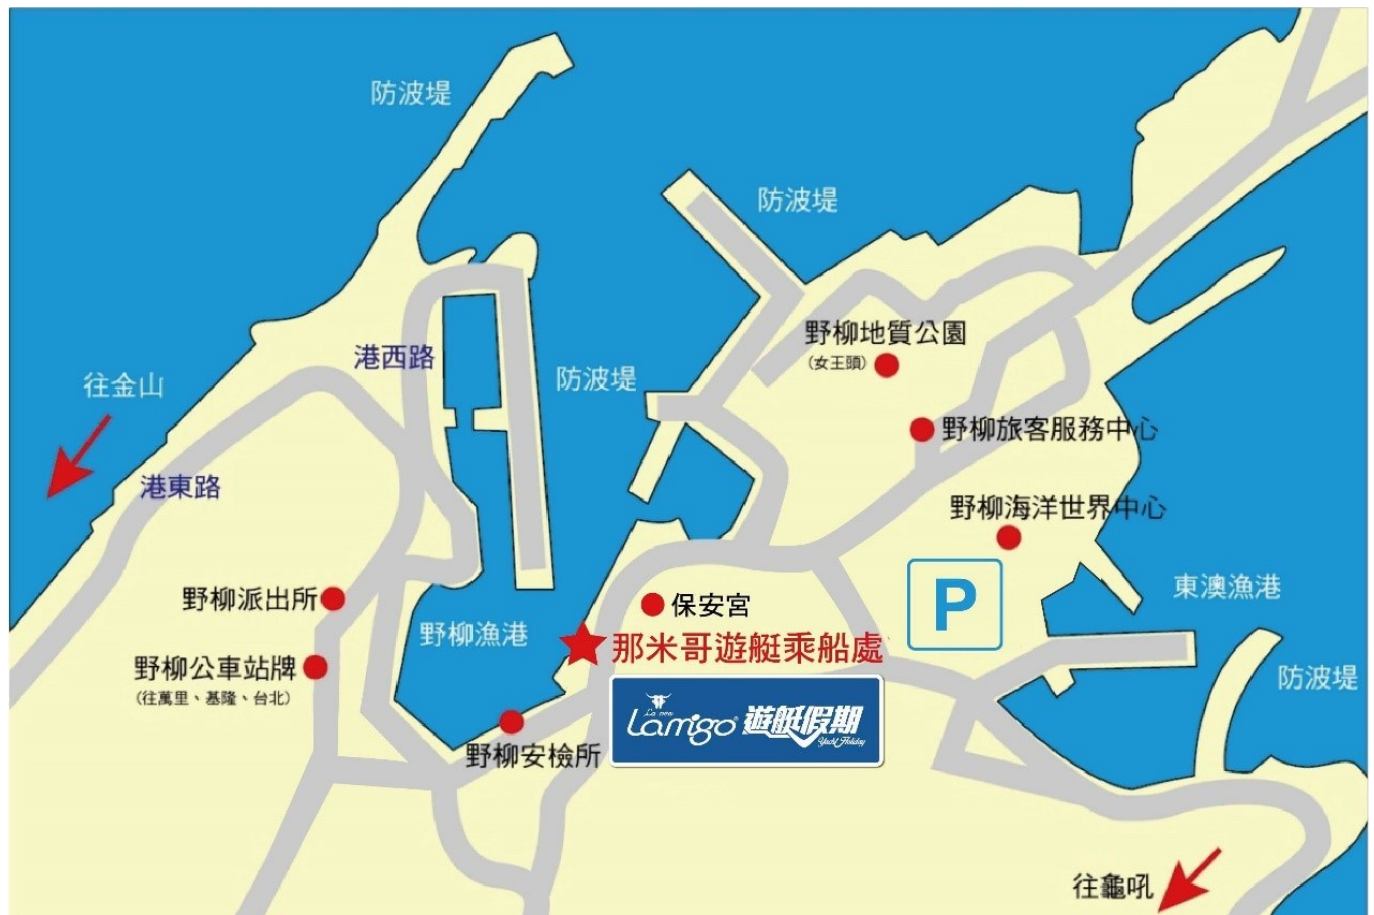 防波堤
防波堤
野柳地質公園
(女王頭)
港西路
防波堤
往金山
野柳旅客服務中心
港東路
野柳海洋世界中心
P
東澳漁港
野柳派出所
保安宮
野柳漁港
那米哥遊艇乘船處
野柳公車站牌
(往萬里、基隆、台北)
防波堤
La new
Lamigo® 遊艇假期
Yacht Holiday
野柳安檢所
往龜吼